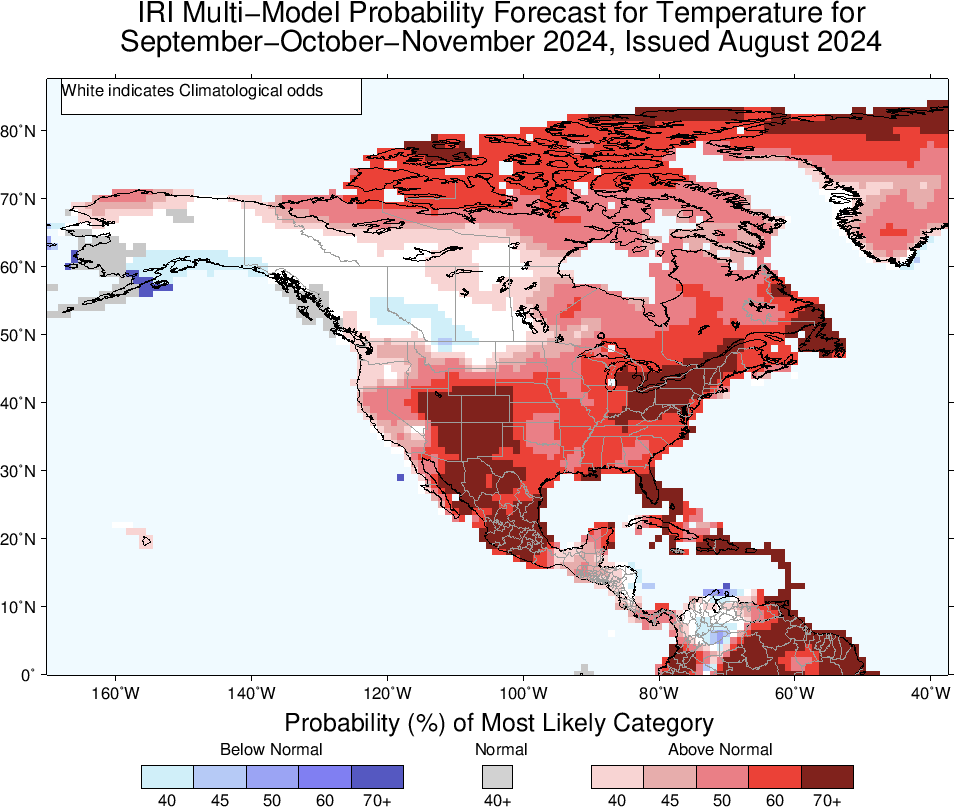 IRI Multi−Model Probability Forecast for Temperature for
September−October−November 2024, Issued August 2024
White indicates Climatological odds
80˚N
70˚N
60˚N
50˚N
40˚N
30˚N
20˚N
10˚N
0˚
160˚W 140˚W 120˚W 100˚W 80˚W 60˚W 40˚W
Probability (%) of Most Likely Category
Below Normal Normal Above Normal
40 45 50 60 70+ 40+ 40 45 50 60 70+